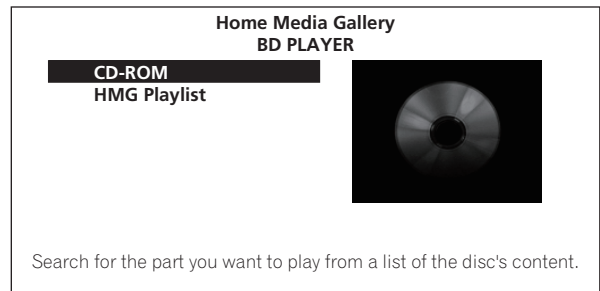 Home Media Gallery
BD PLAYER
CD-ROM
HMG Playlist
Search for the part you want to play from a list of the disc's content.